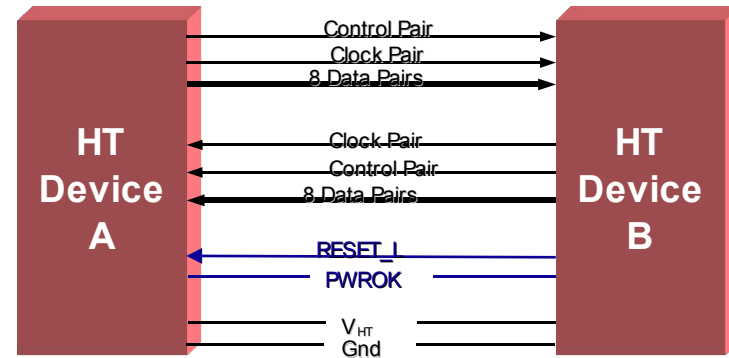 Control Pair
Clock Pair
8 Data Pairs
HT
Device
A
Clock Pair
Control Pair
8 Data Pairs
HT
Device
B
RESET_L
PWROK
VHT
Gnd